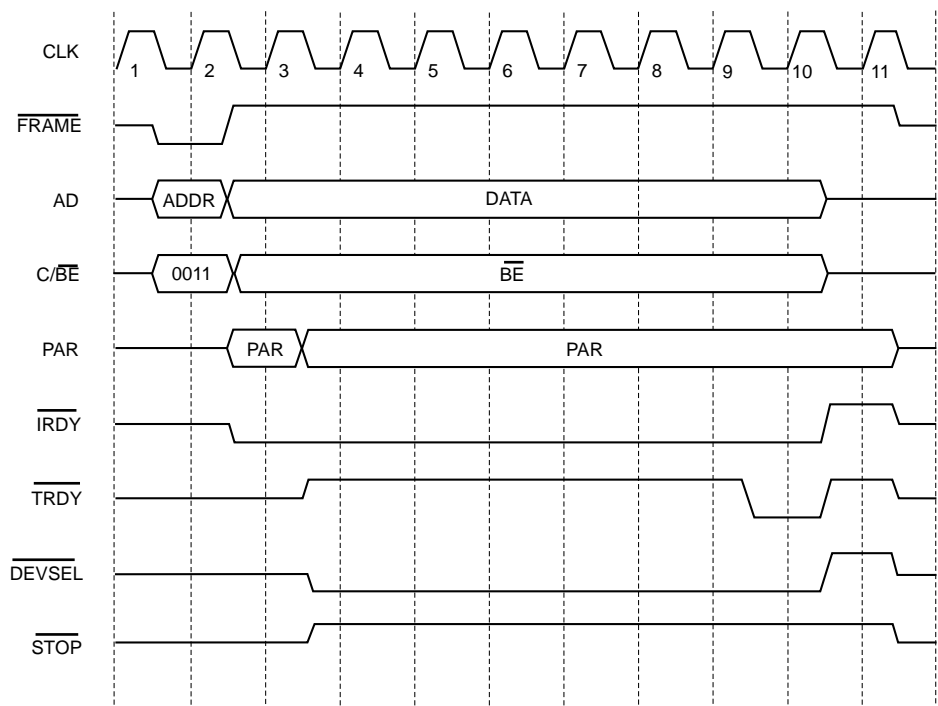 CLK
1 2 3 4 5 6 7 8 9 10 11
FRAME
AD
ADDR DATA
C/BE
0011 BE
PAR
PAR PAR
IRDY
TRDY
DEVSEL
STOP